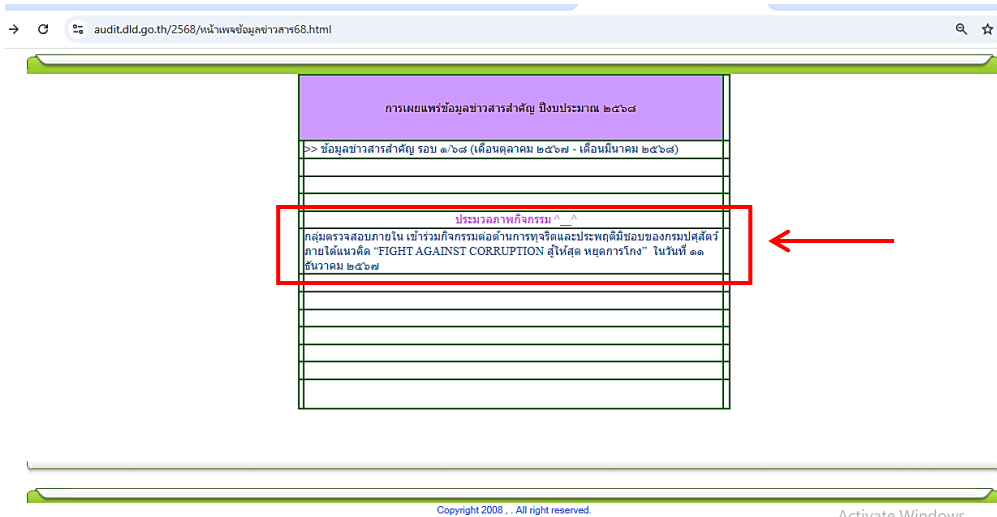 audit.dld.go.th/2568/หน้าเพจข้อมูลข่าวสาร68.html
การเผยแพร่ข้อมูลข่าวสารสำคัญ ปีงบประมาณ ๒๕๖๘
>> ข้อมูลข่าวสารสำคัญ รอบ ๑/๖๘ (เดือนตุลาคม ๒๕๖๗ - เดือนมีนาคม ๒๕๖๘)
ประมวลภาพกิจกรรม ^__^
กลุ่มตรวจสอบภายใน เข้าร่วมกิจกรรมต่อต้านการทุจริตและประพฤติมิชอบของกรมปศุสัตว์
ภายใต้แนวคิด “FIGHT AGAINST CORRUPTION สู้ให้สุด หยุดการโกง” ในวันที่ ๑๑
ธันวาคม ๒๕๖๗
Copyright 2008 , . All right reserved.
Activate Windows